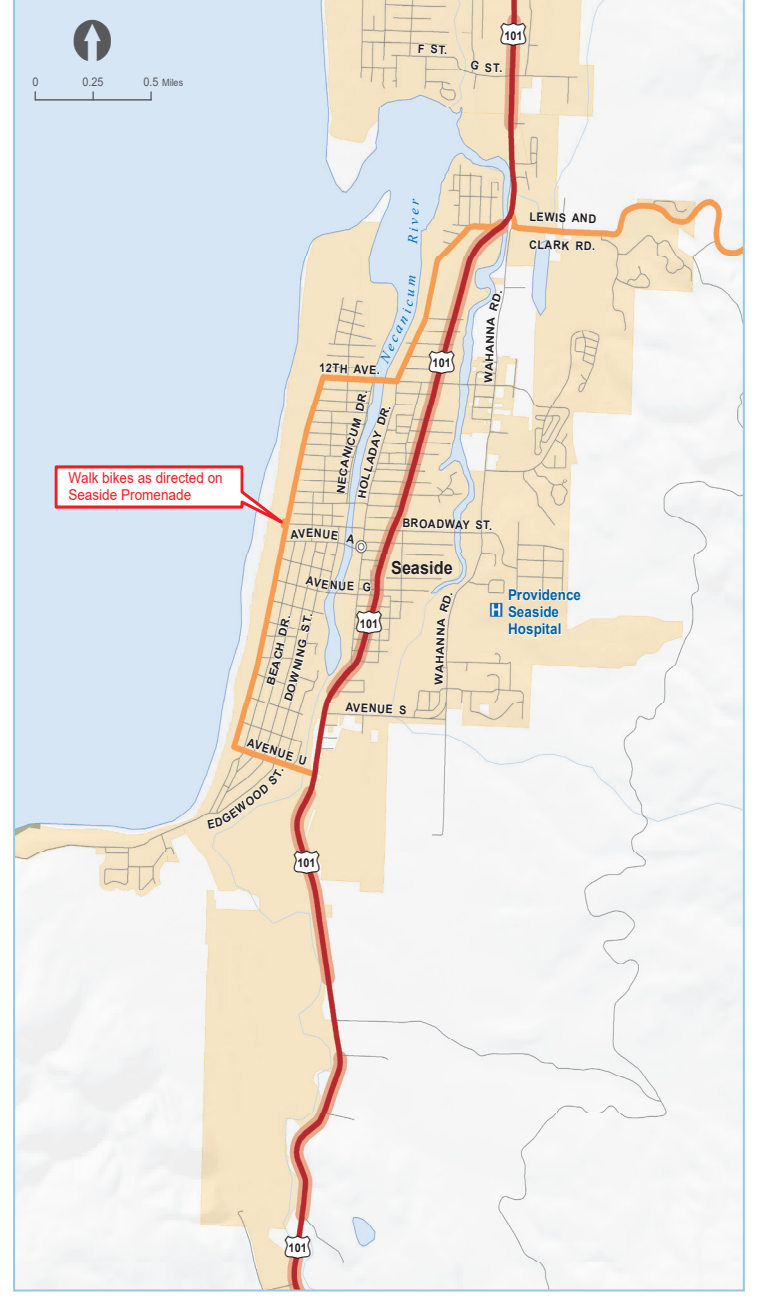 101
F ST.
G ST.
0 0.25 0.5 Miles
Necanicum River
LEWIS AND
CLARK RD.
WAHANNA RD.
101
12TH AVE.
NECANICUM DR.
HOLLADAY DR.
Walk bikes as directed on
Seaside Promenade
BROADWAY ST.
AVENUE A
Seaside
AVENUE G
Providence
H Seaside
Hospital
101
WAHANNA RD.
BEACH DR.
DOWNING ST.
AVENUE S
AVENUE U
EDGEWOOD ST.
101
101